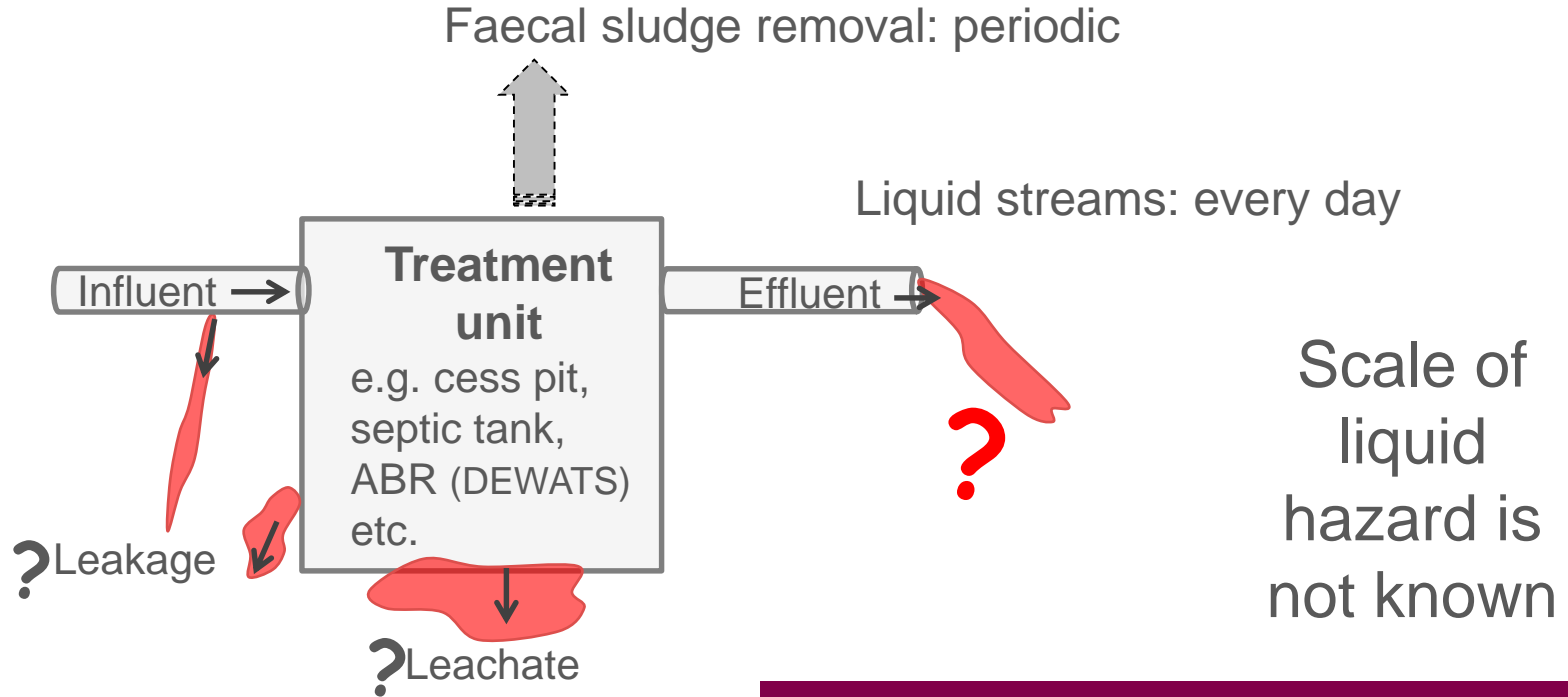 Faecal sludge removal: periodic
Liquid streams: every day
Influent
Treatment
unit
e.g. cess pit,
septic tank,
ABR (DEWATS)
etc.
Effluent
?
Scale of
liquid
hazard is
not known
?Leakage
?Leachate